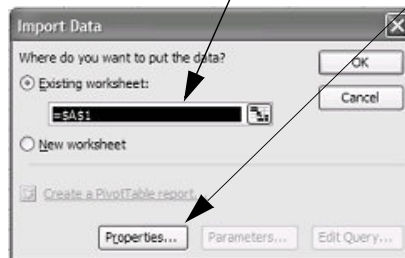 Import Data
Where do you want to put the data?
Existing worksheet:
=$A$1
New worksheet
Create a PivotTable report...
Properties...
Parameters...
Edit Query...
OK
Cancel